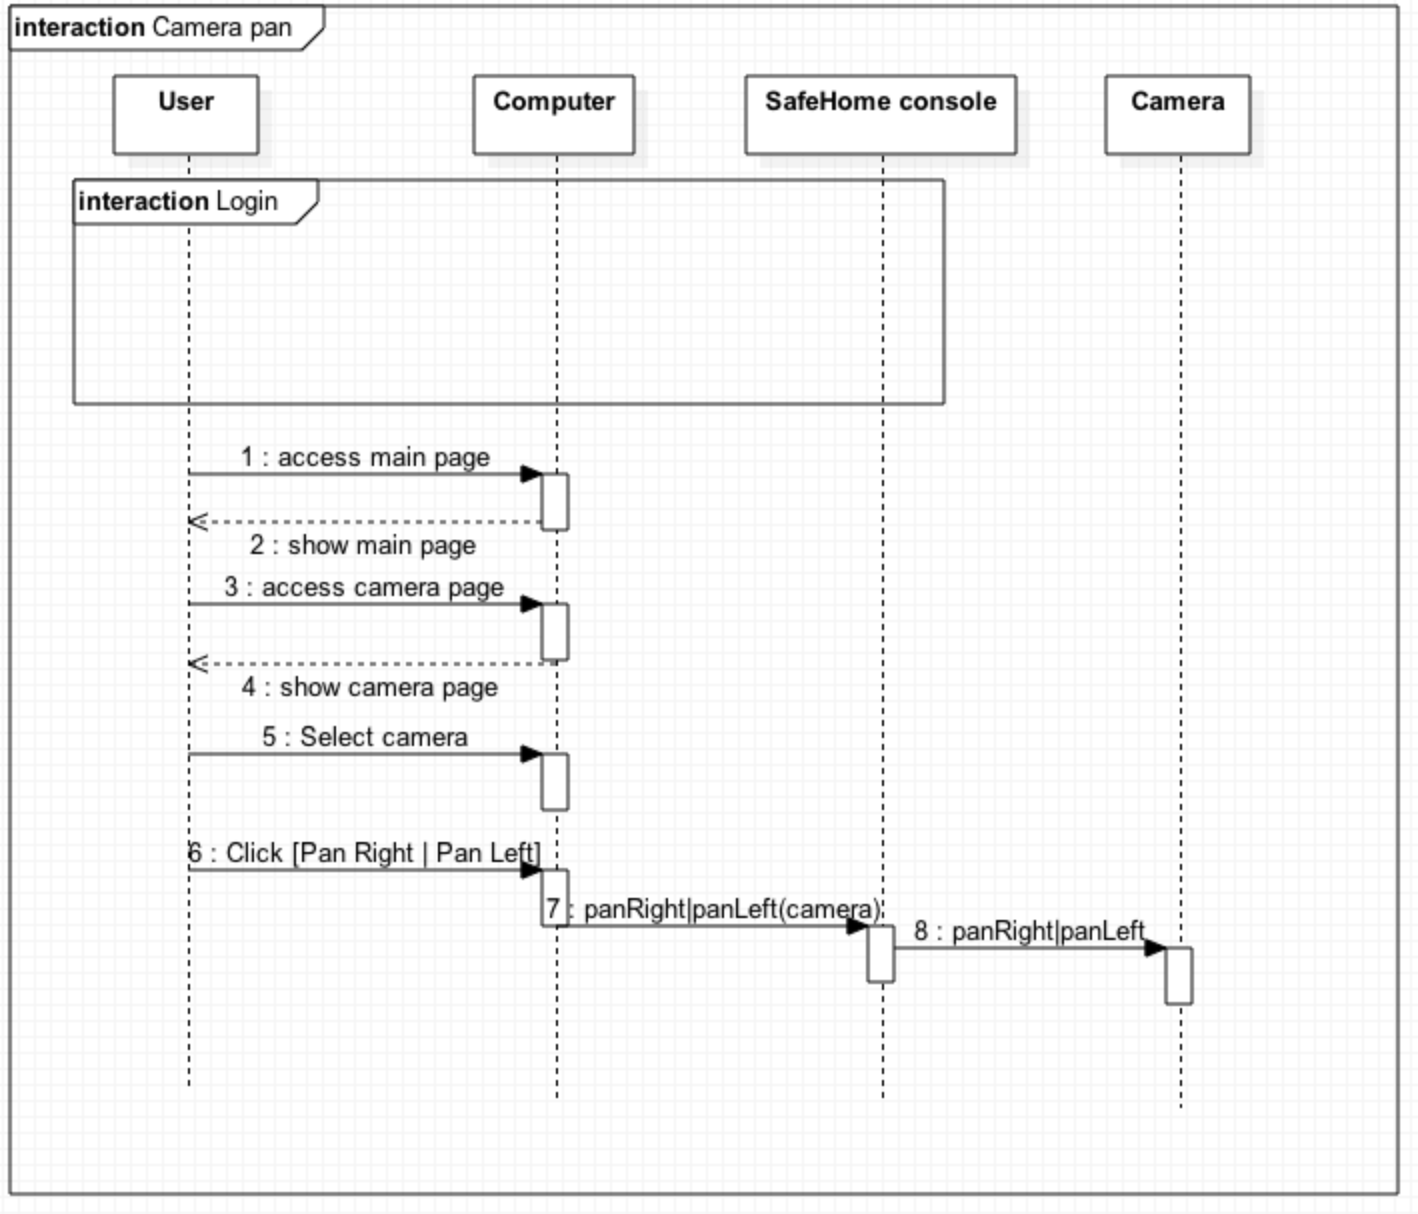 interaction Camera pan
User
Computer
SafeHome console
Camera
interaction Login
1 : access main page
2 : show main page
3 : access camera page
4 : show camera page
5 : Select camera
6 : Click [Pan Right | Pan Left]
7 : panRight|panLeft(camera)
8 : panRight|panLeft